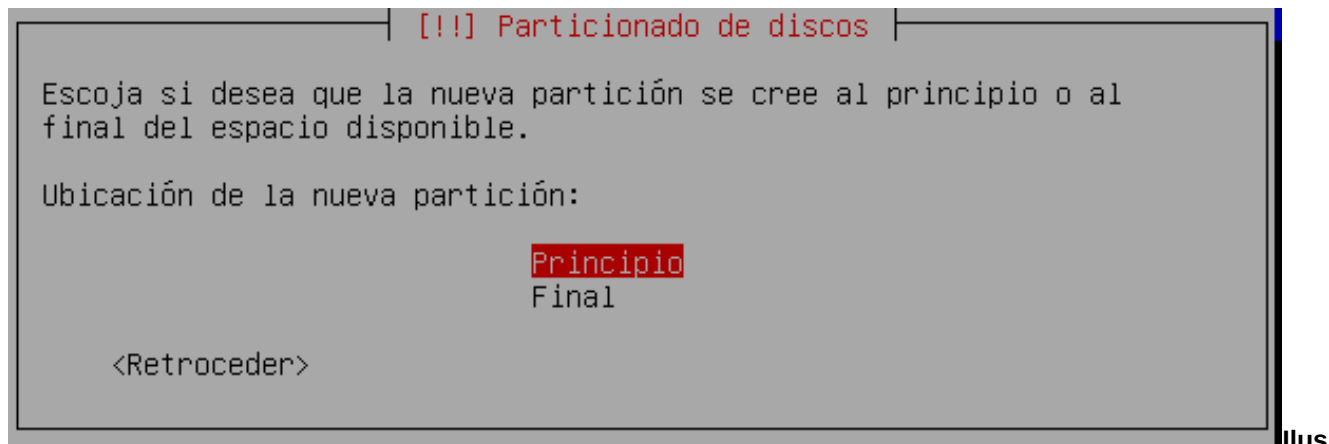 [!!] Particionado de discos
Escoja si desea que la nueva partición se cree al principio o al
final del espacio disponible.
Ubicación de la nueva partición:
Principio
Final
<Retroceder>